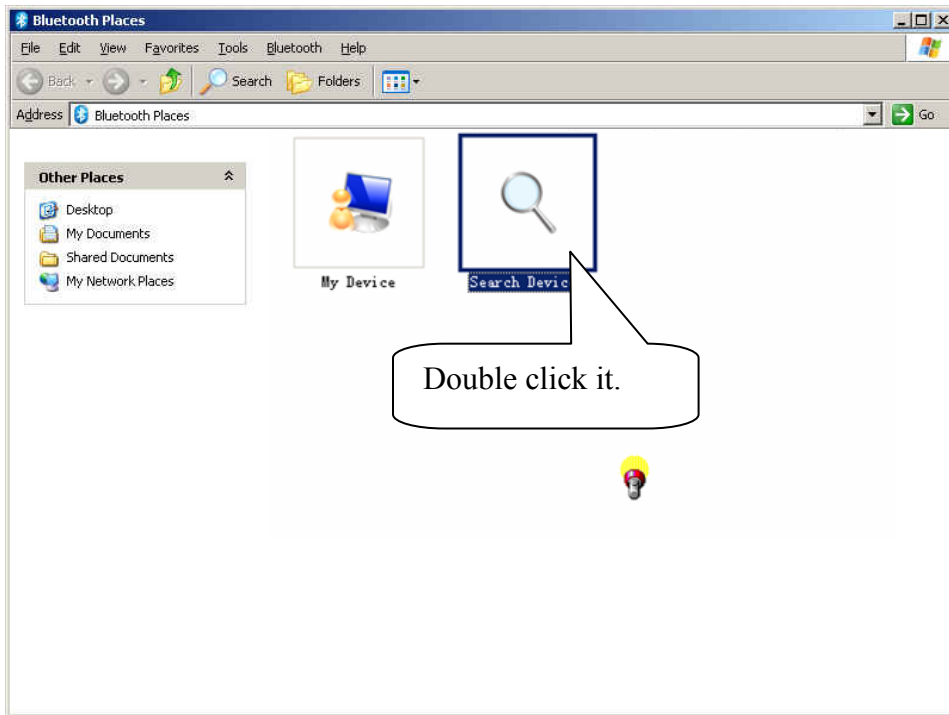 Bluetooth Places
File Edit View Favorites Tools Bluetooth Help
Back Search Folders
Address Bluetooth Places Go
Other Places
Desktop
My Documents
Shared Documents
My Network Places
My Device
Search Devic
Double click it.